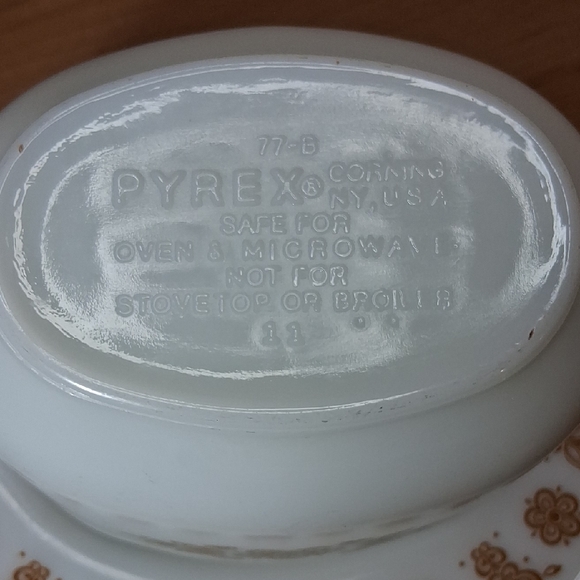 77-B
PYREX® CORNING
NY, USA
SAFE FOR
OVEN & MICROWAVE
NOT FOR
STOVETOP OR BROILER
11